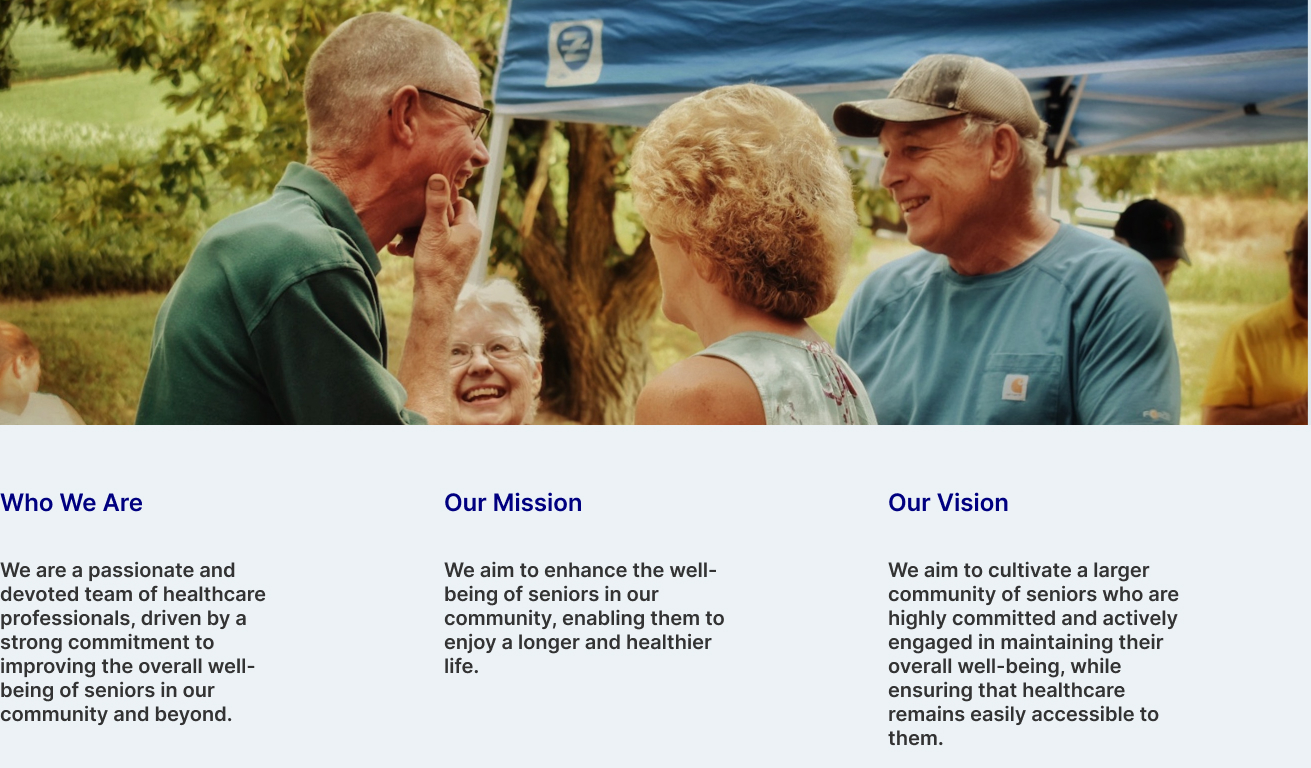 Who We Are
We are a passionate and
devoted team of healthcare
professionals, driven by a
strong commitment to
improving the overall well-
being of seniors in our
community and beyond.
Our Mission
We aim to enhance the well-
being of seniors in our
community, enabling them to
enjoy a longer and healthier
life.
Our Vision
We aim to cultivate a larger
community of seniors who are
highly committed and actively
engaged in maintaining their
overall well-being, while
ensuring that healthcare
remains easily accessible to
them.